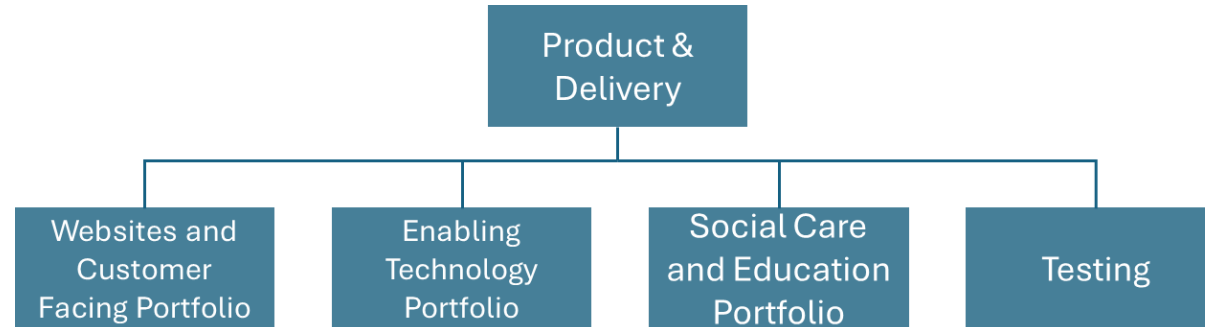 Product &
Delivery
Websites and
Customer
Facing Portfolio
Enabling
Technology
Portfolio
Social Care
and Education
Portfolio
Testing